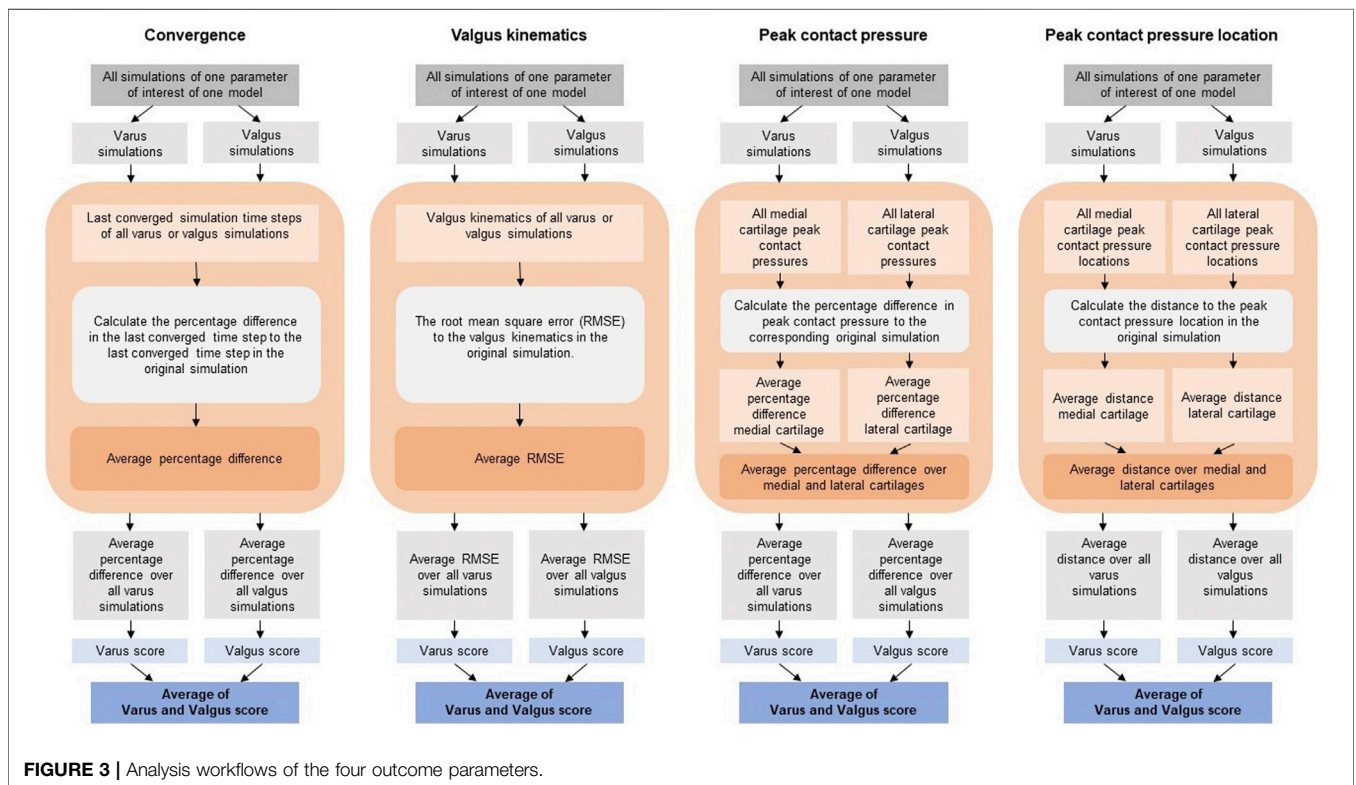 Convergence
All simulations of one parameter
of interest of one model
Varus
simulations
Valgus
simulations
Last converged simulation time steps
of all varus or valgus simulations
Calculate the percentage difference
in the last converged time step to the
last converged time step in the
original simulation
Average percentage difference
Average
percentage
difference over
all varus
simulations
Average
percentage
difference over
all valgus
simulations
Varus score
Valgus score
Average of
Varus and Valgus score
Valgus kinematics
All simulations of one parameter
of interest of one model
Varus
simulations
Valgus
simulations
Valgus kinematics of all varus or
valgus simulations
The root mean square error (RMSE)
to the valgus kinematics in the
original simulation.
Average RMSE
Average RMSE
over all varus
simulations
Average RMSE
over all valgus
simulations
Varus score
Valgus score
Average of
Varus and Valgus score
Peak contact pressure
All simulations of one parameter
of interest of one model
Varus
simulations
Valgus
simulations
All medial
cartilage peak
contact
pressures
All lateral
cartilage peak
contact
pressures
Calculate the percentage difference in
peak contact pressure to the
corresponding original simulation
Average
percentage
difference
medial cartilage
Average
percentage
difference
lateral cartilage
Average percentage difference over
medial and lateral cartilages
Average
percentage
difference over
all varus
simulations
Average
percentage
difference over
all valgus
simulations
Varus score
Valgus score
Average of
Varus and Valgus score
Peak contact pressure location
All simulations of one parameter
of interest of one model
Varus
simulations
Valgus
simulations
All medial
cartilage peak
contact pressure
locations
All lateral
cartilage peak
contact pressure
locations
Calculate the distance to the peak
contact pressure location in the
original simulation
Average distance
medial cartilage
Average distance
lateral cartilage
Average distance over medial and
lateral cartilages
Average
distance over all
varus
simulations
Average
distance over all
valgus
simulations
Varus score
Valgus score
Average of
Varus and Valgus score
FIGURE 3 | Analysis workflows of the four outcome parameters.